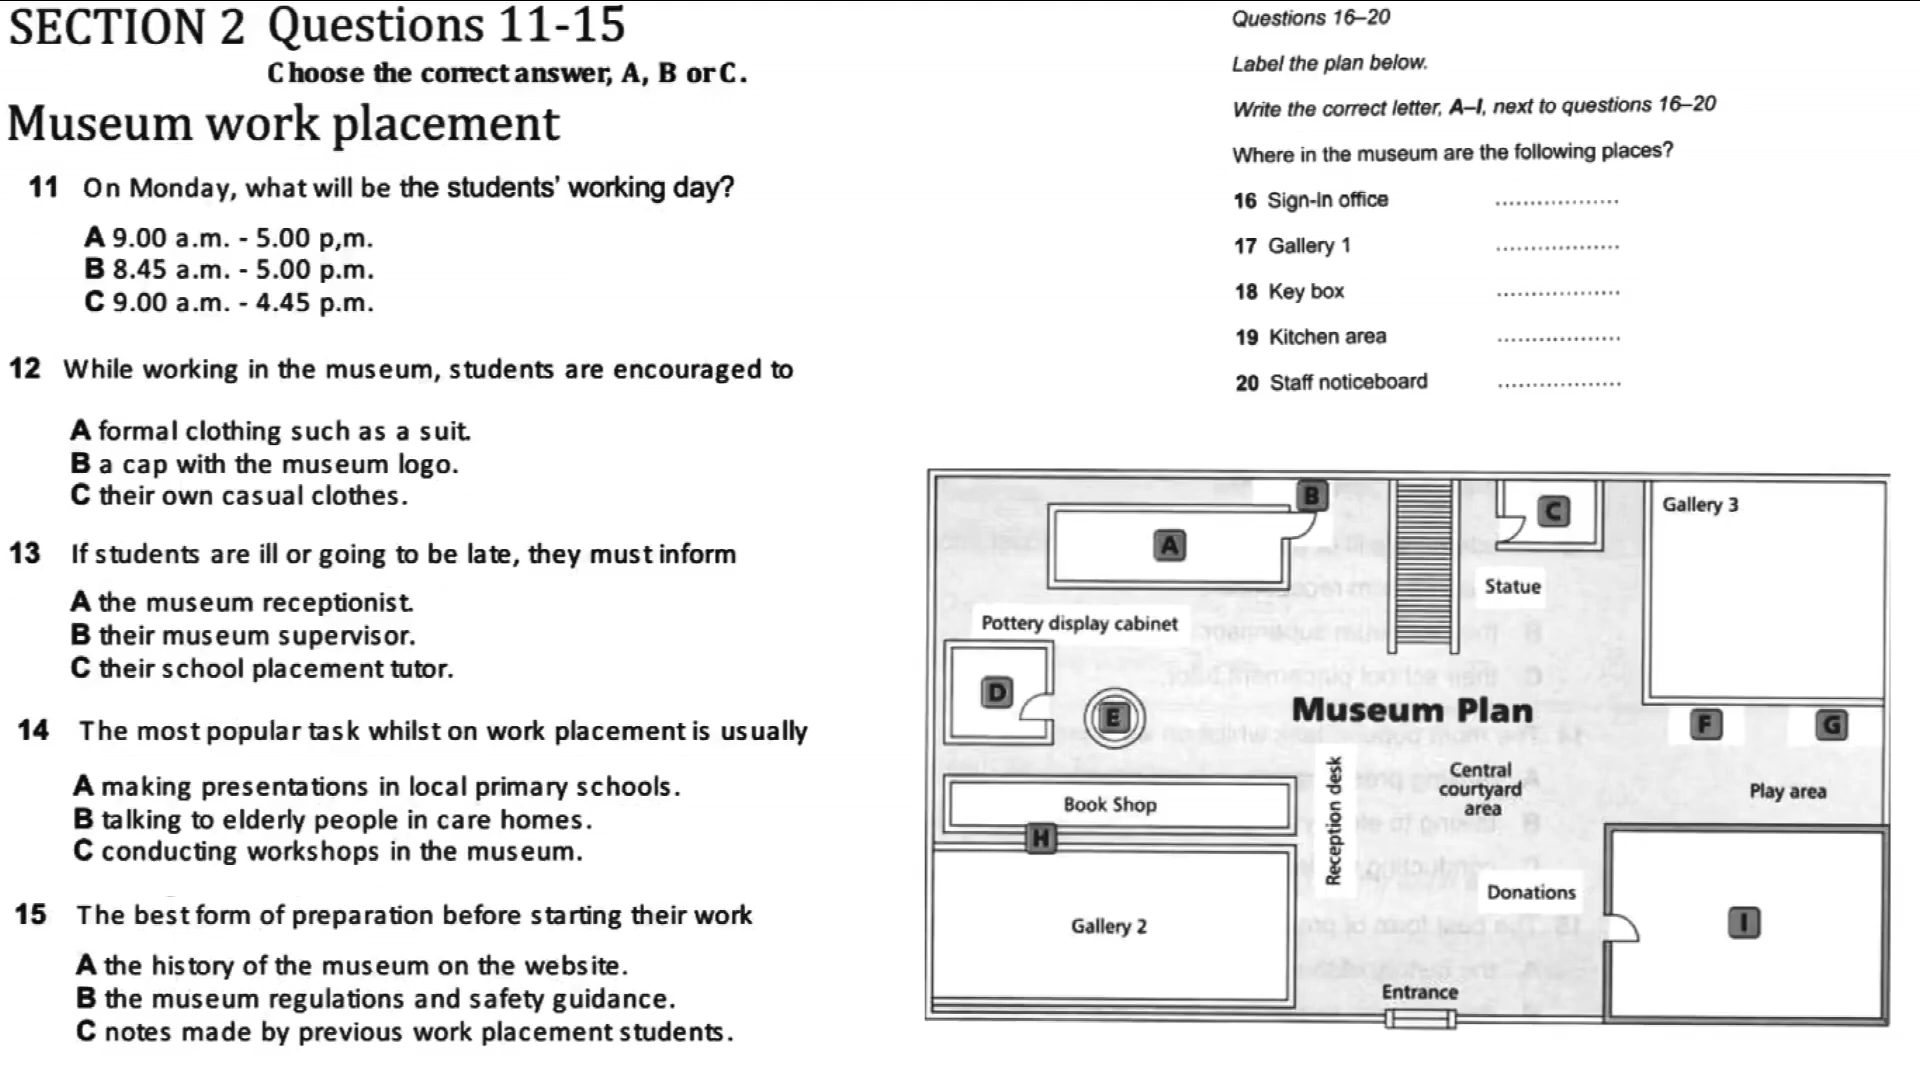 SECTION 2 Questions 11-15
Choose the correct answer, A, B or C.
Museum work placement
11 On Monday, what will be the students' working day?
A 9.00 a.m. - 5.00 p,m.
B 8.45 a.m. - 5.00 p.m.
C 9.00 a.m. - 4.45 p.m.
12 While working in the museum, students are encouraged to
A formal clothing such as a suit.
B a cap with the museum logo.
C their own casual clothes.
13 If students are ill or going to be late, they must inform
A the museum receptionist.
B their museum supervisor.
C their school placement tutor.
14 The most popular task whilst on work placement is usually
A making presentations in local primary schools.
B talking to elderly people in care homes.
C conducting workshops in the museum.
15 The best form of preparation before starting their work
A the history of the museum on the website.
B the museum regulations and safety guidance.
C notes made by previous work placement students.
Questions 16–20
Label the plan below.
Write the correct letter, A–I, next to questions 16–20
Where in the museum are the following places?
16 Sign-in office ..................
17 Gallery 1 ..................
18 Key box ..................
19 Kitchen area ..................
20 Staff noticeboard ..................
B
C
Gallery 3
A
Statue
Pottery display cabinet
D
E
Museum Plan
F
G
Reception desk
Central
courtyard
area
Play area
Book Shop
H
Donations
I
Gallery 2
Entrance